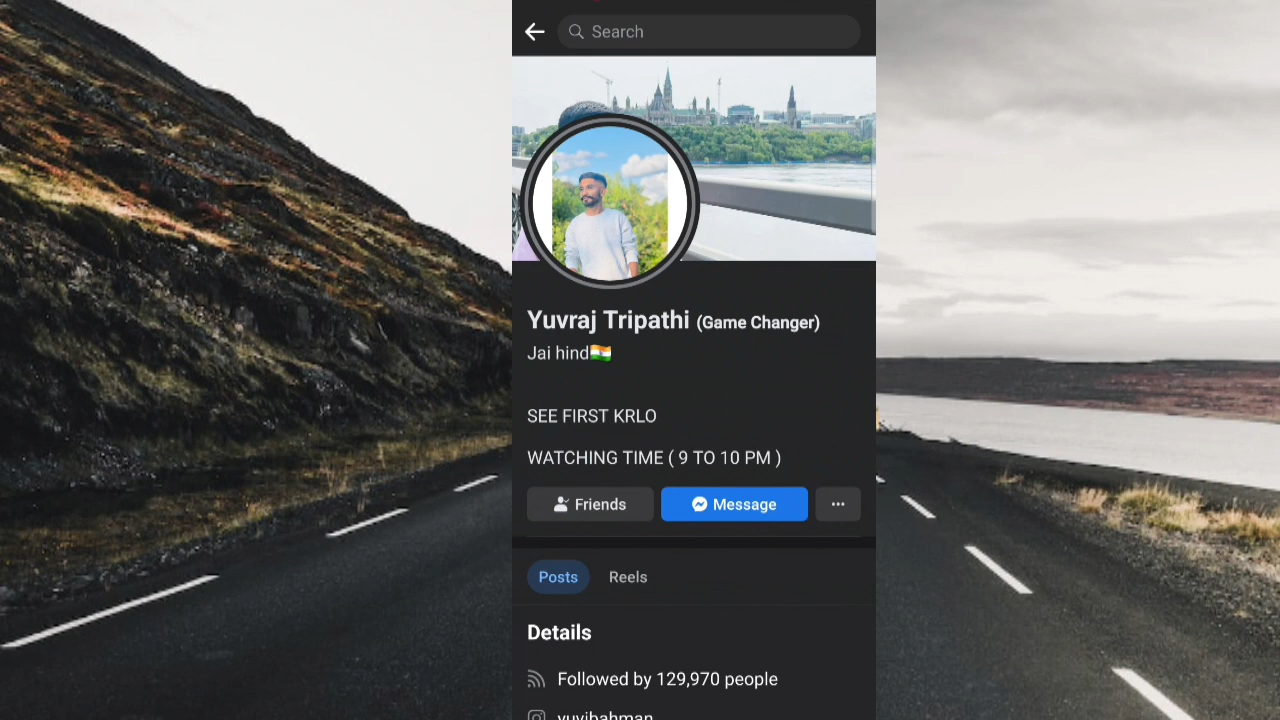 Search
Yuvraj Tripathi (Game Changer)
Jai hind🇮🇳
SEE FIRST KRLO
WATCHING TIME ( 9 TO 10 PM )
Friends
Message
Posts
Reels
Details
Followed by 129,970 people
yuvibahman